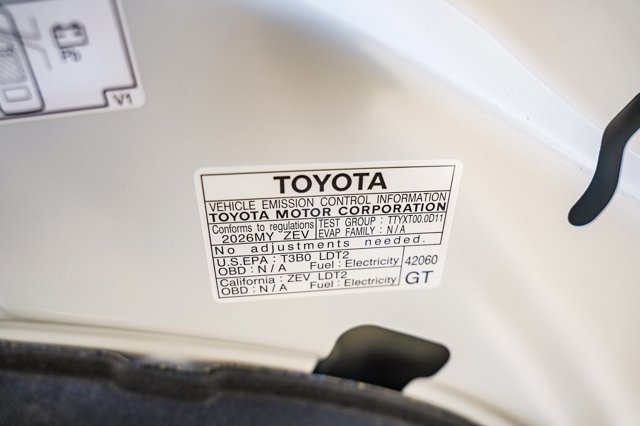 V1
TOYOTA
VEHICLE EMISSION CONTROL INFORMATION
TOYOTA MOTOR CORPORATION
Conforms to regulations
2026MY ZEV
TEST GROUP : TTYXT00.0D11
EVAP FAMILY : N/A
No adjustments needed.
U.S.EPA : T3B0 LDT2
OBD : N/A Fuel : Electricity
California : ZEV LDT2
OBD : N/A Fuel : Electricity
42060
GT